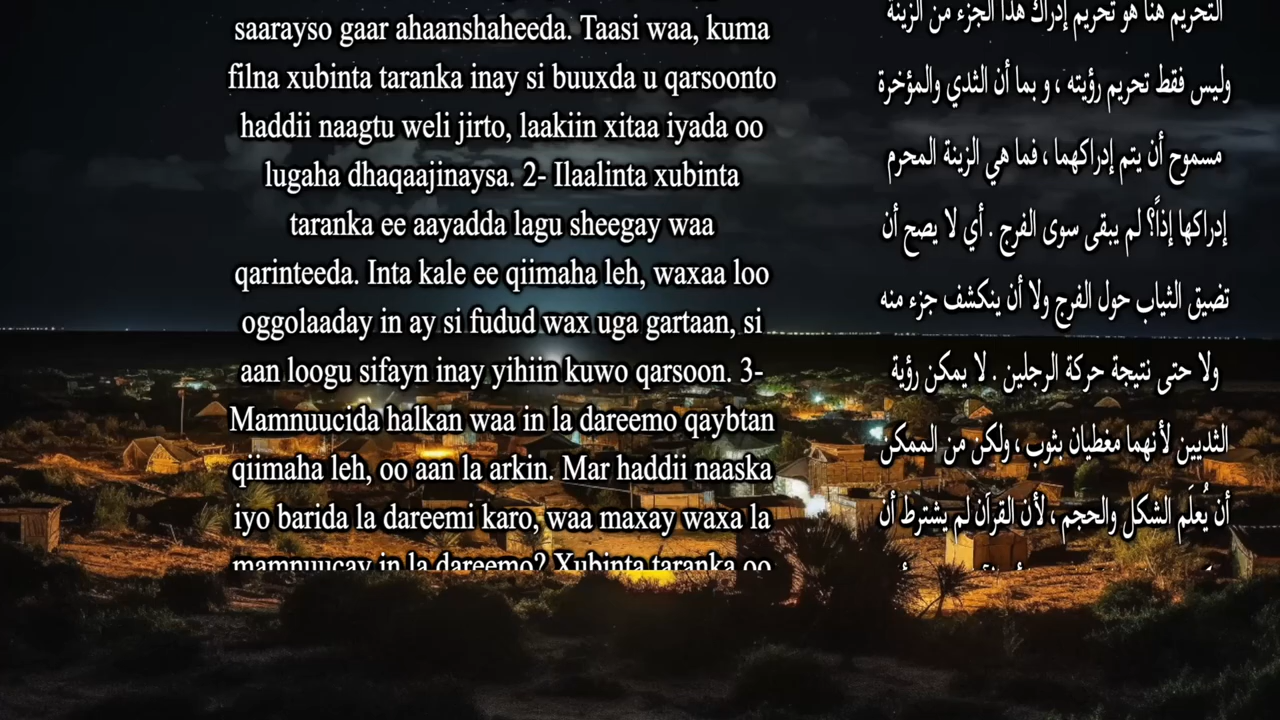 saarayso gaar ahaanshaheeda. Taasi waa, kuma
filna xubinta taranka inay si buuxda u qarsoonto
haddii naagtu weli jirto, laakiin xitaa iyada oo
lugaha dhaqaajinaysa. 2- Ilaalinta xubinta
taranka ee aayadda lagu sheegay waa
qarinteeda. Inta kale ee qiimaha leh, waxaa loo
oggolaaday in ay si fudud wax uga gartaan, si
aan loogu sifayn inay yihiin kuwo qarsoon. 3-
Mamnuucida halkan waa in la dareemo qaybtan
qiimaha leh, oo aan la arkin. Mar haddii naaska
iyo barida la dareemi karo, waa maxay waxa la
mamnuucay in la dareemo? Xubinta taranka oo
التحريم هنا هو تحريم إدراك هذا الجزء من الزينة
وليس فقط تحريم رؤيته ، و بما أن الثدي والمؤخرة
مسموح أن يتم إدراكهما ، فما هي الزينة المحرم
إدراكها إذاً؟ لم يبقى سوى الفرج . أي لا يصح أن
تضيق الثياب حول الفرج ولا أن ينكشف جزء منه
ولا حتى نتيجة حركة الرجلين . لا يمكن رؤية
الثديين لأنهما مغطيان بثوب ، ولكن من الممكن
أن يُعلَم الشكل والحجم ، لأن القرآن لم يشترط أن